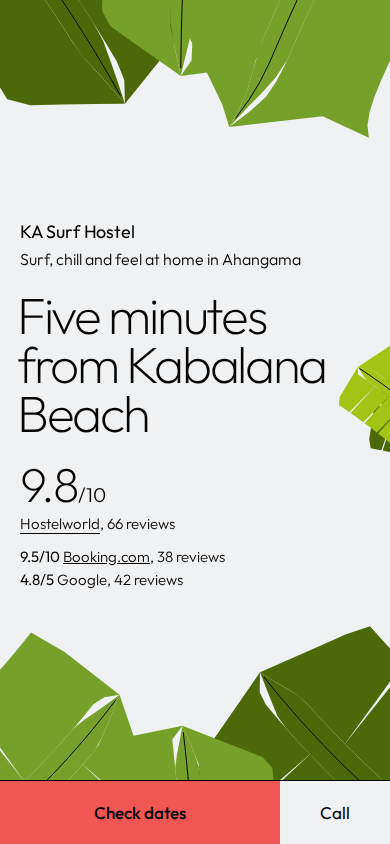 KA Surf Hostel
Surf, chill and feel at home in Ahangama
Five minutes
from Kabalana
Beach
9.8/10
Hostelworld, 66 reviews
9.5/10 Booking.com, 38 reviews
4.8/5 Google, 42 reviews
Check dates
Call